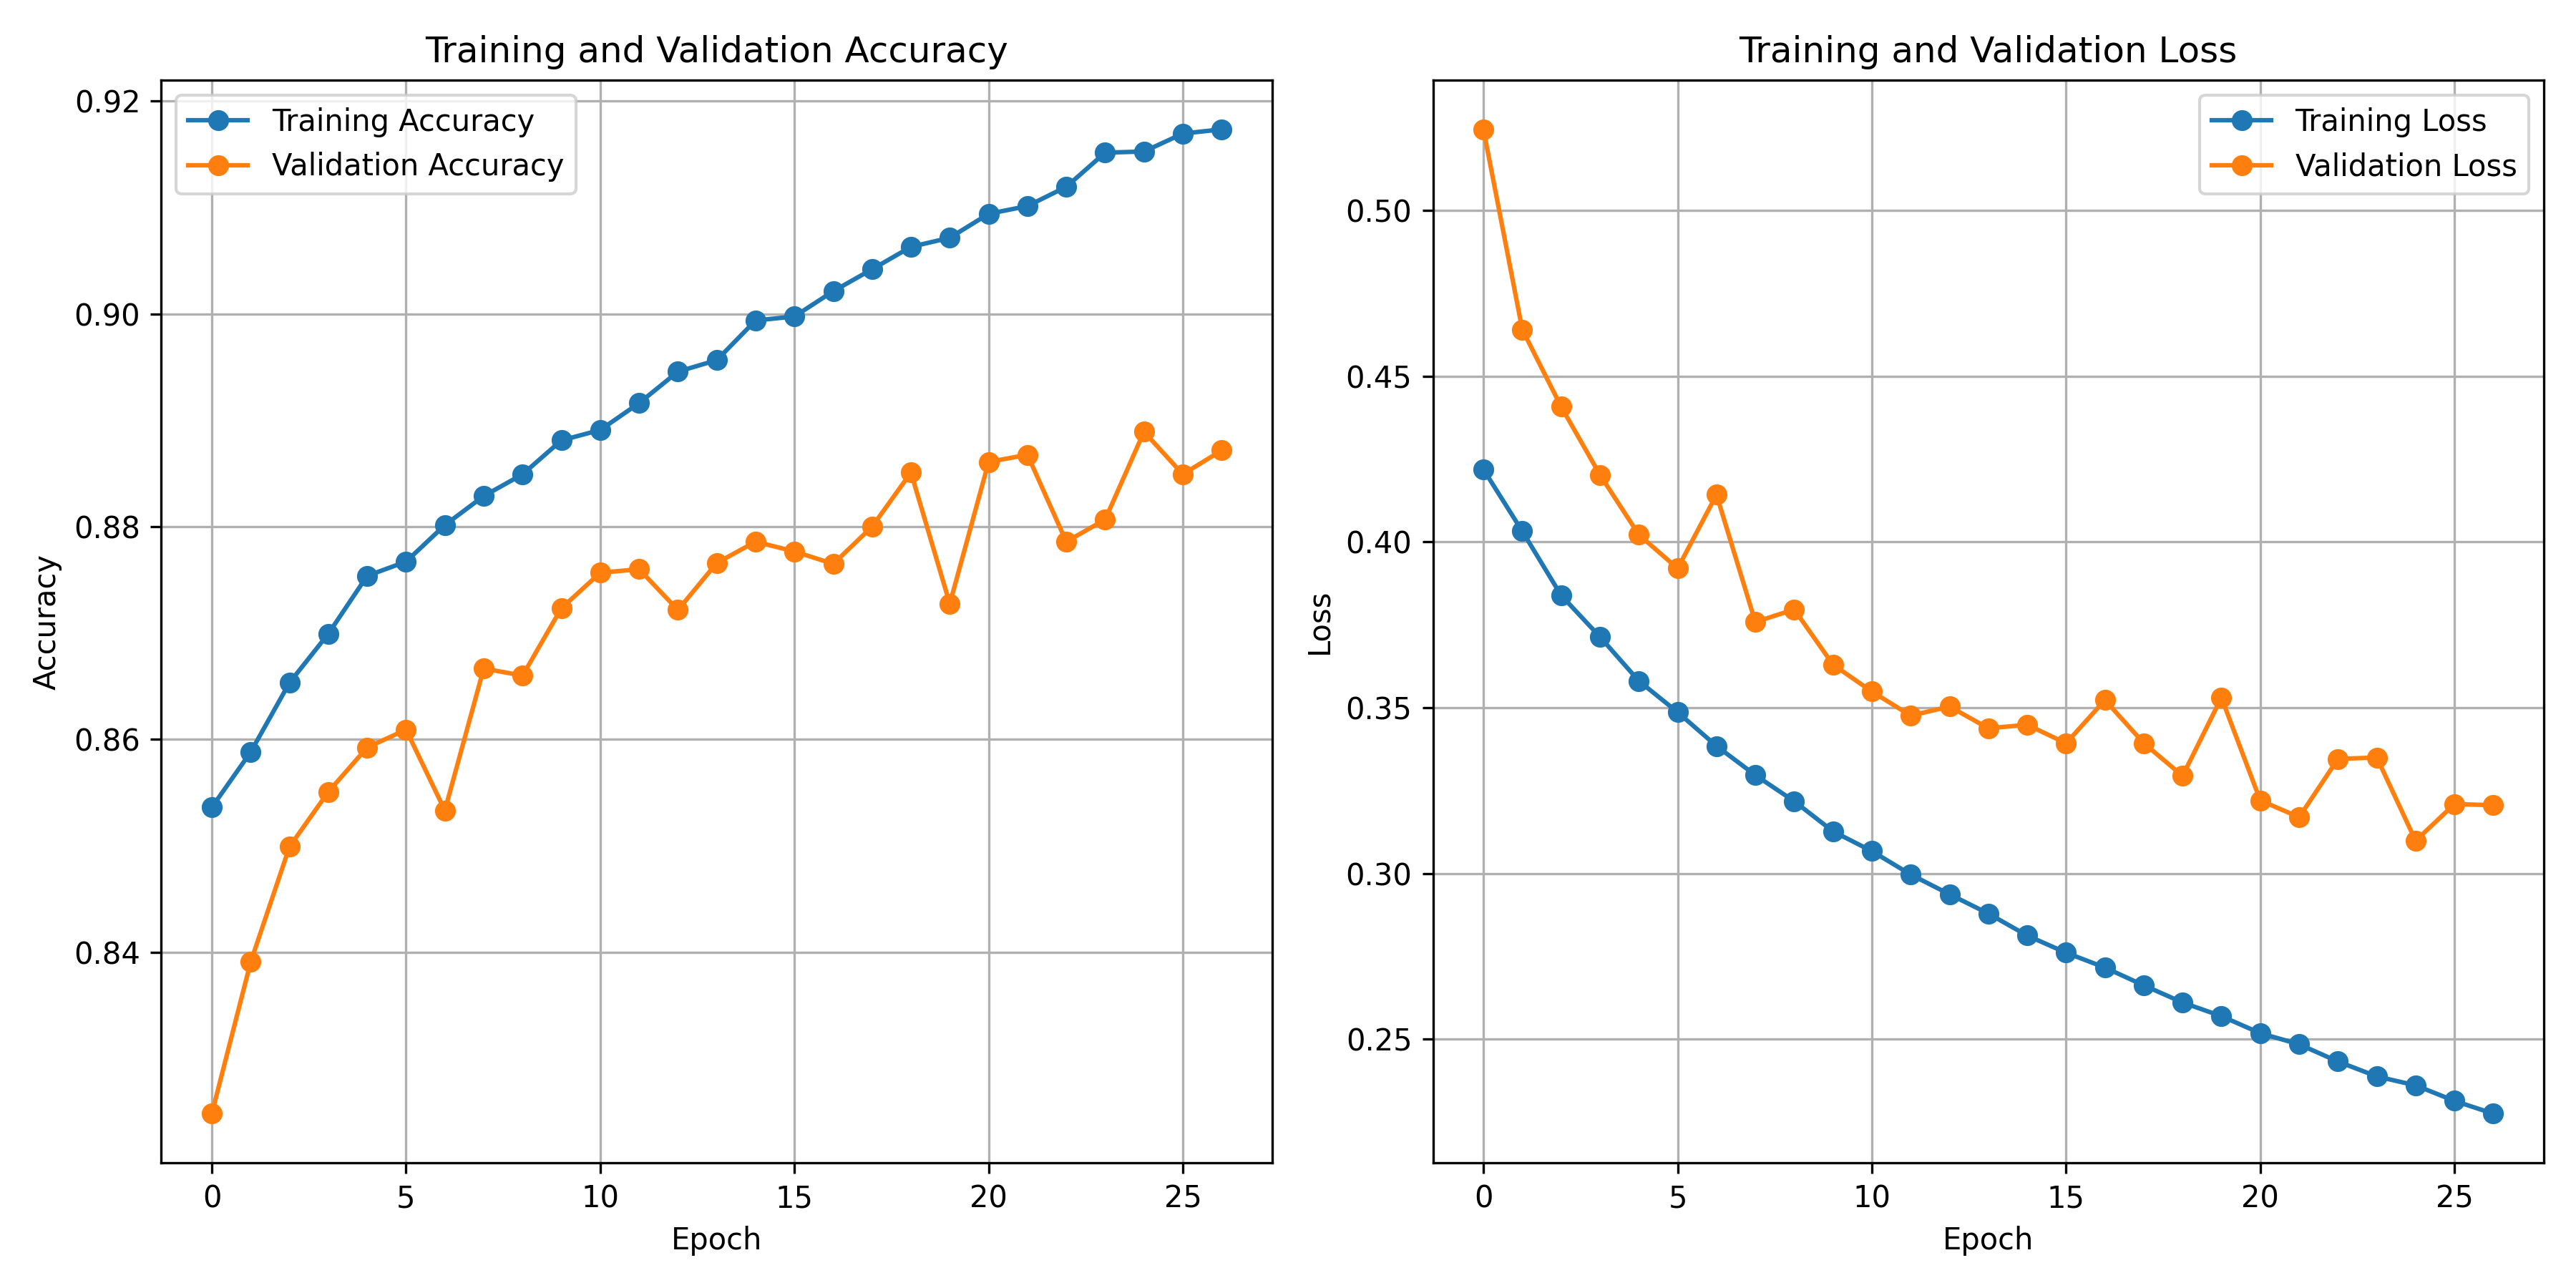 Training and Validation Accuracy
0.92
0.90
0.88
0.86
0.84
Accuracy
Training Accuracy
Validation Accuracy
0 5 10 15 20 25
Epoch
Training and Validation Loss
0.50
0.45
0.40
0.35
0.30
0.25
Loss
Training Loss
Validation Loss
0 5 10 15 20 25
Epoch